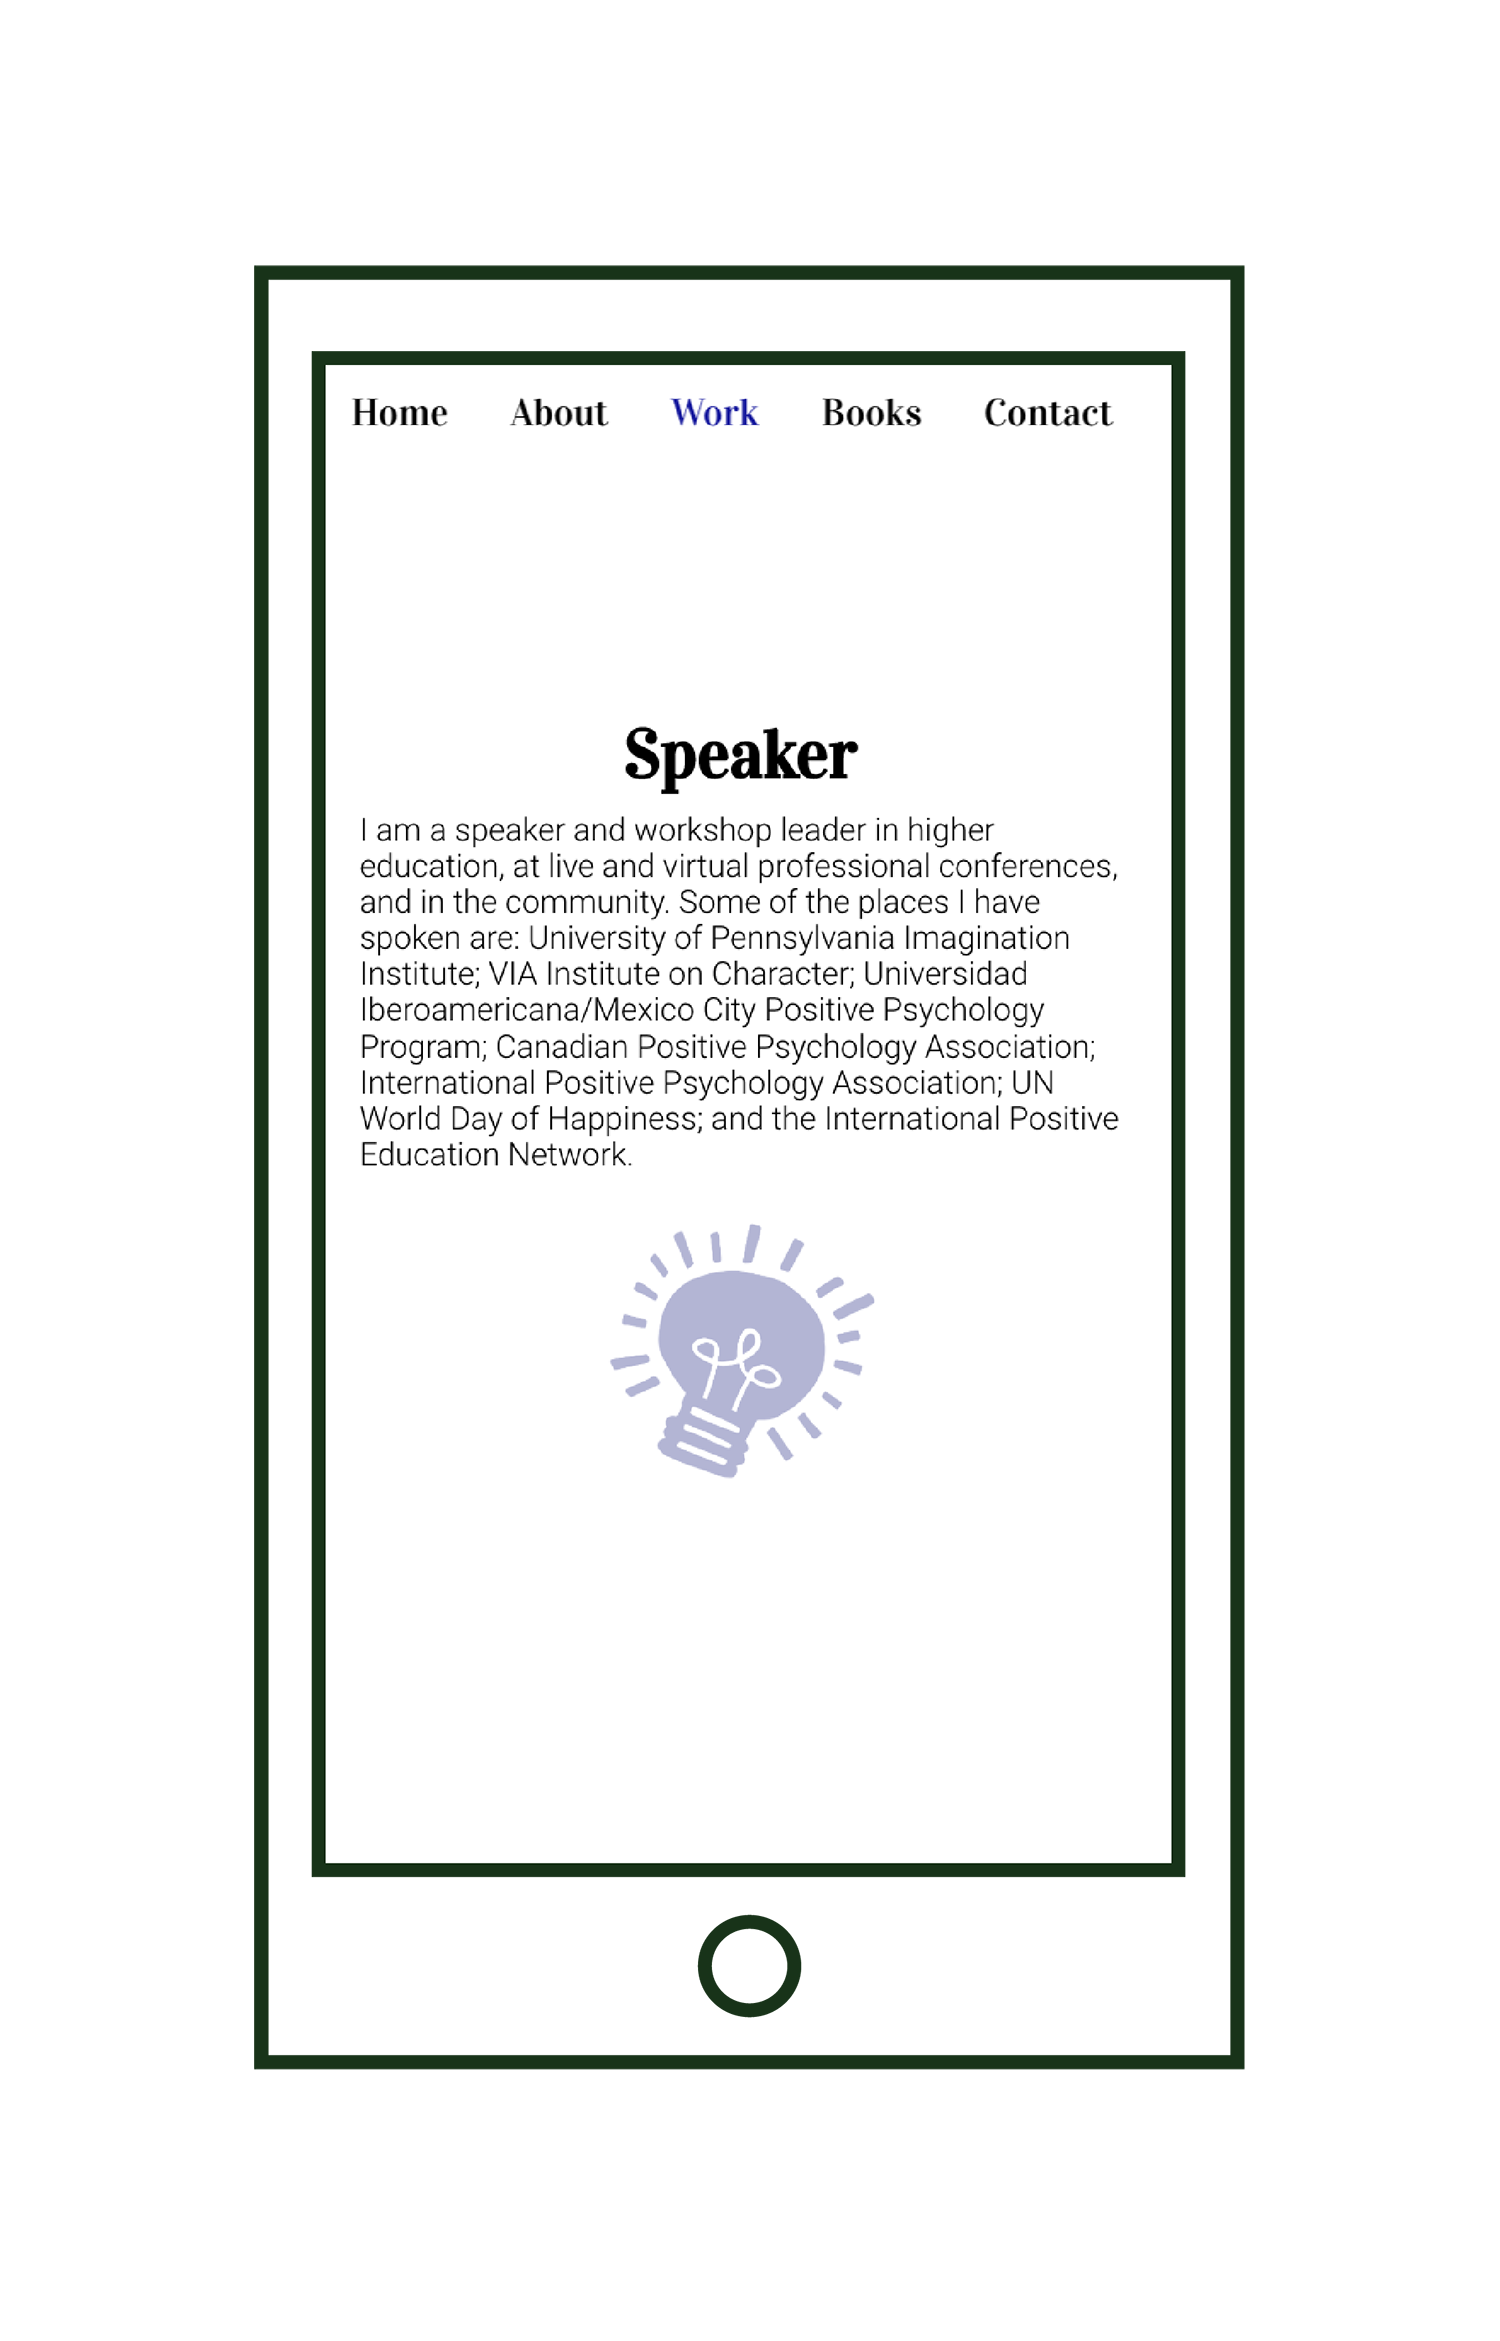 Home About Work Books Contact
Speaker
I am a speaker and workshop leader in higher
education, at live and virtual professional conferences,
and in the community. Some of the places I have
spoken are: University of Pennsylvania Imagination
Institute; VIA Institute on Character; Universidad
Iberoamericana/Mexico City Positive Psychology
Program; Canadian Positive Psychology Association;
International Positive Psychology Association; UN
World Day of Happiness; and the International Positive
Education Network.